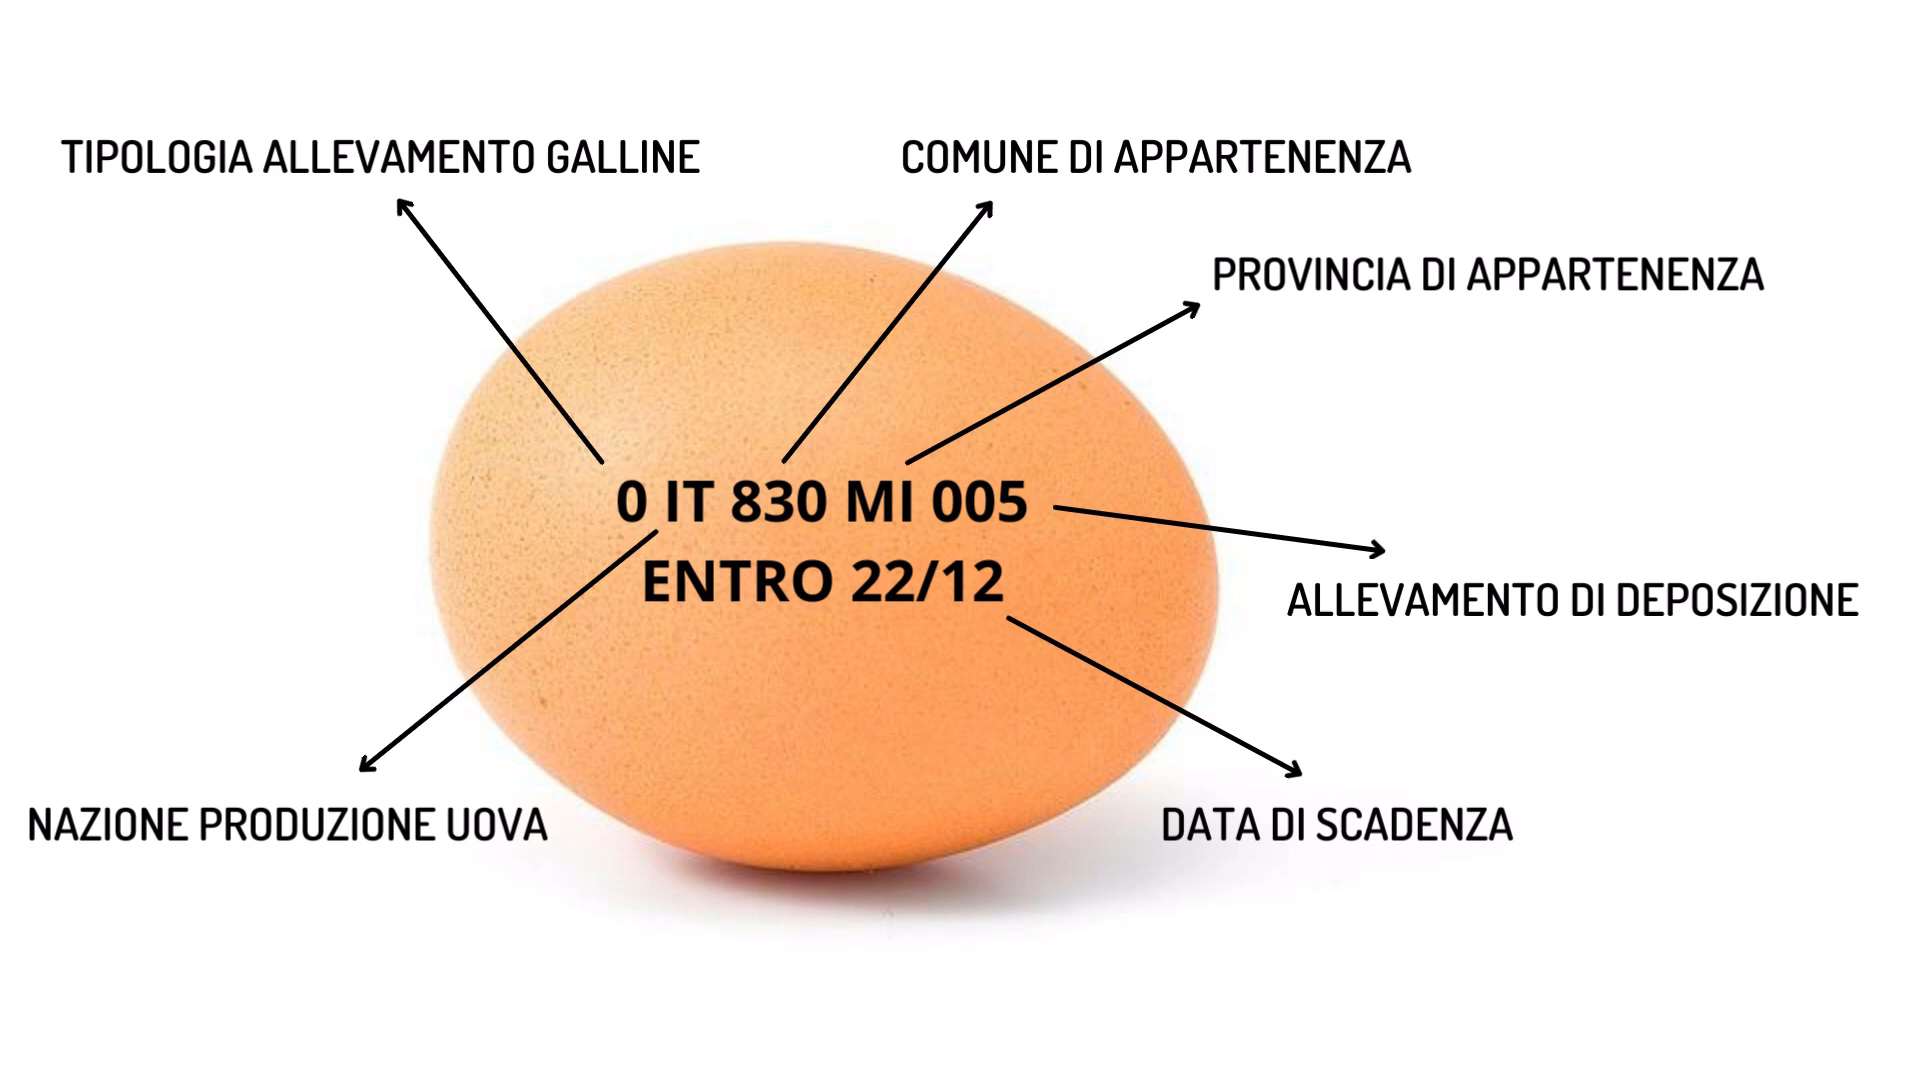 TIPOLOGIA ALLEVAMENTO GALLINE
COMUNE DI APPARTENENZA
PROVINCIA DI APPARTENENZA
0 IT 830 MI 005
ENTRO 22/12
ALLEVAMENTO DI DEPOSIZIONE
NAZIONE PRODUZIONE UOVA
DATA DI SCADENZA